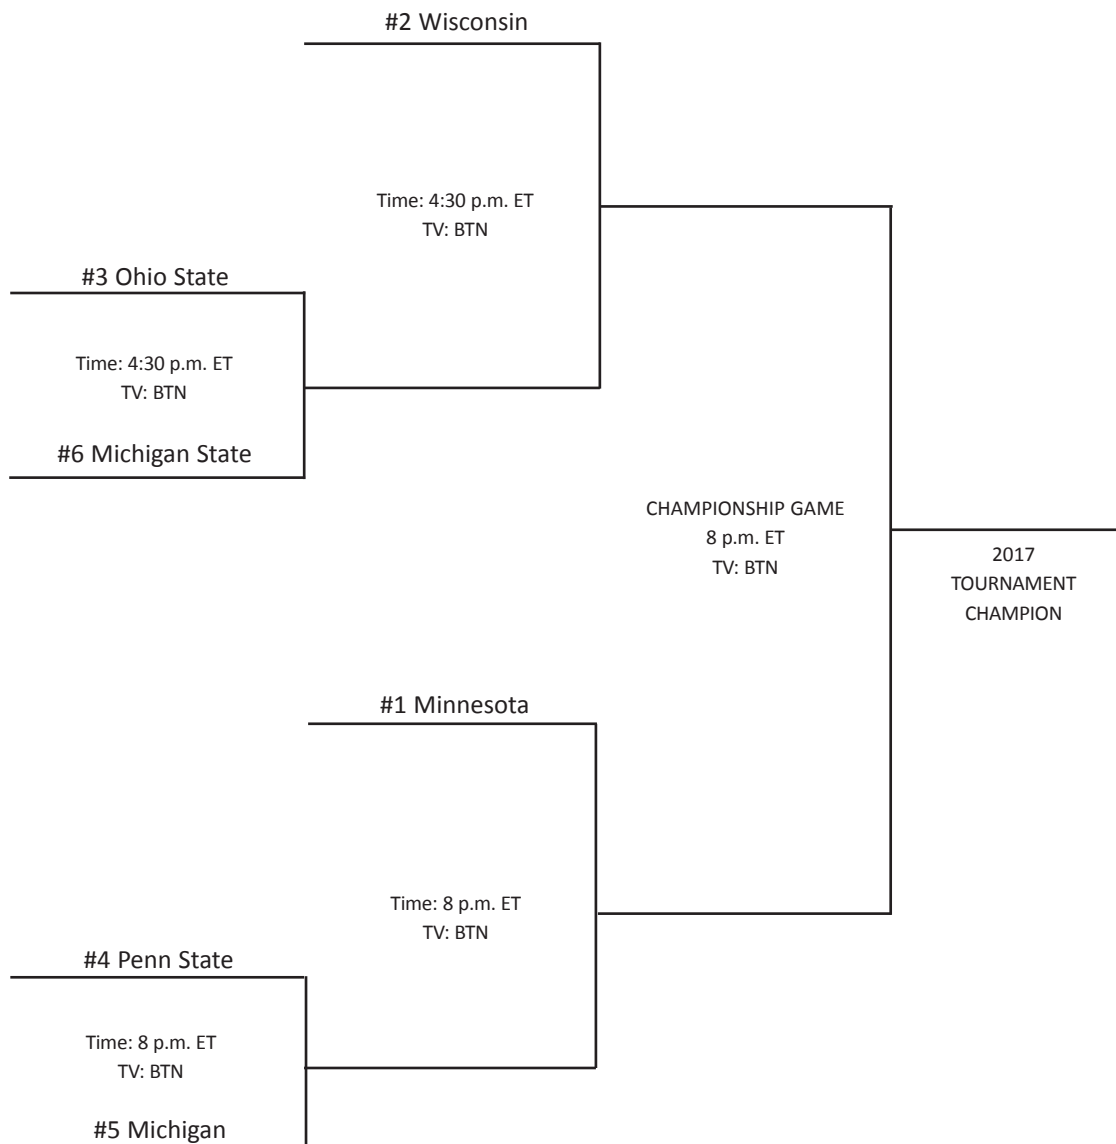 #2 Wisconsin
Time: 4:30 p.m. ET
TV: BTN
#3 Ohio State
Time: 4:30 p.m. ET
TV: BTN
#6 Michigan State
CHAMPIONSHIP GAME
8 p.m. ET
TV: BTN
2017
TOURNAMENT
CHAMPION
#1 Minnesota
Time: 8 p.m. ET
TV: BTN
#4 Penn State
Time: 8 p.m. ET
TV: BTN
#5 Michigan